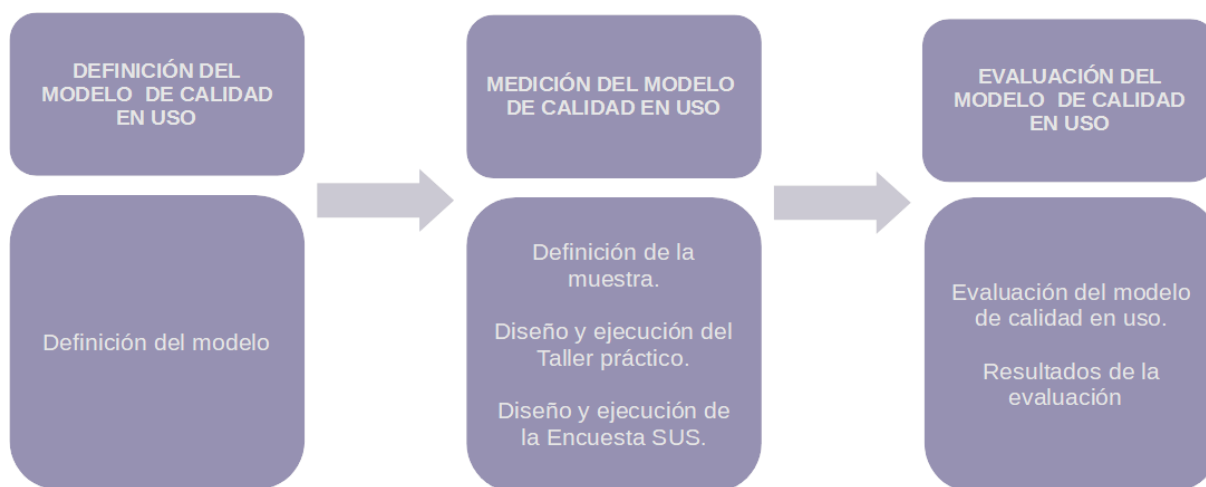 DEFINICIÓN DEL
MODELO DE CALIDAD
EN USO
Definición del modelo
MEDICIÓN DEL MODELO
DE CALIDAD EN USO
Definición de la
muestra.
Diseño y ejecución del
Taller práctico.
Diseño y ejecución de
la Encuesta SUS.
EVALUACIÓN DEL
MODELO DE CALIDAD
EN USO
Evaluación del modelo
de calidad en uso.
Resultados de la
evaluación